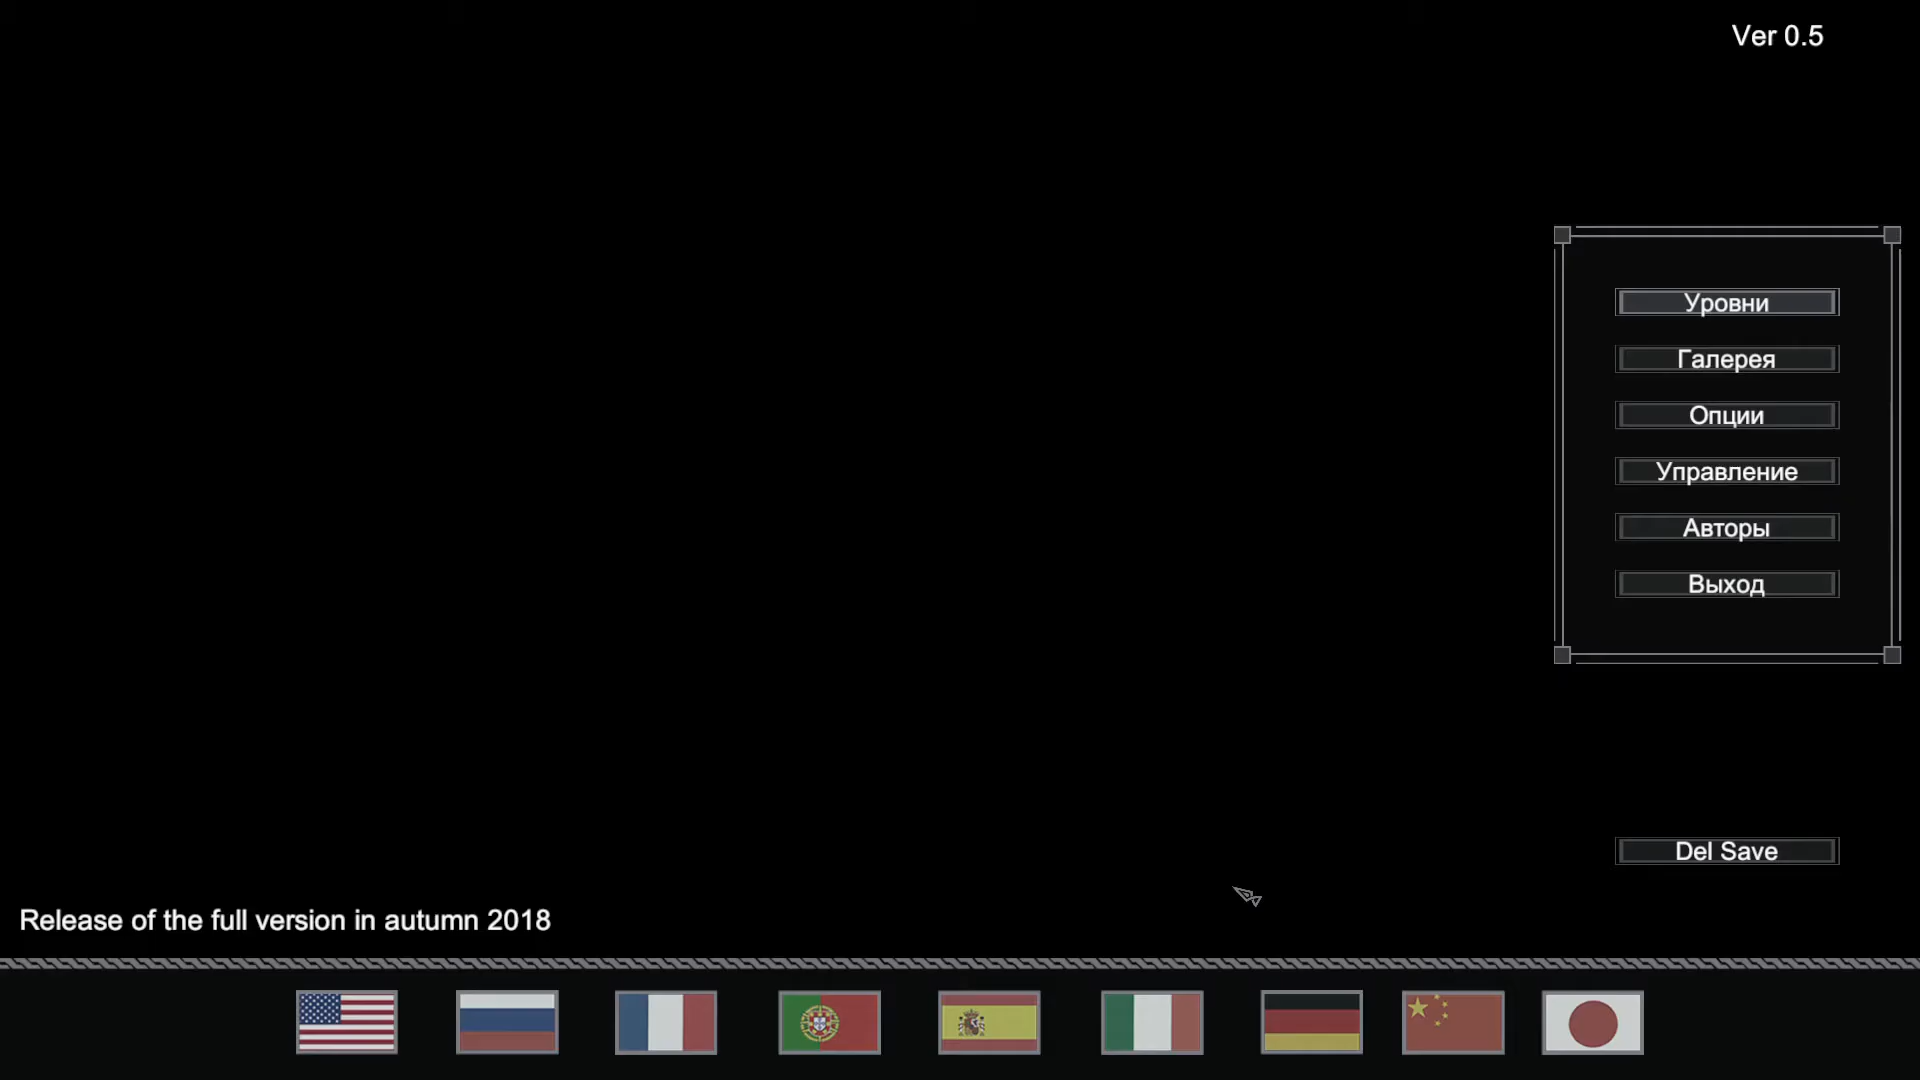 Ver 0.5
Уровни
Галерея
Опции
Управление
Авторы
Выход
Del Save
Release of the full version in autumn 2018